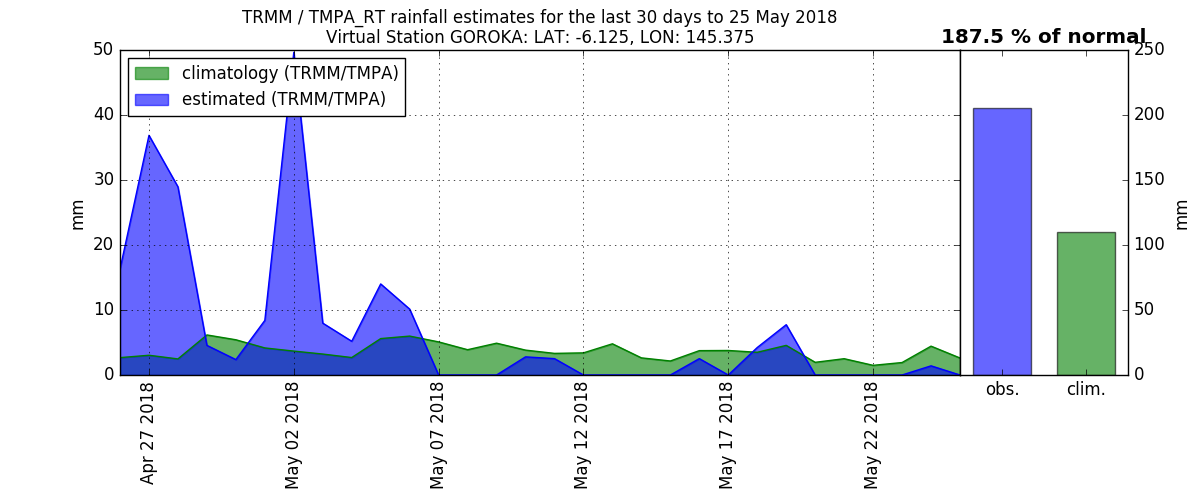 TRMM / TMPA_RT rainfall estimates for the last 30 days to 25 May 2018
Virtual Station GOROKA: LAT: -6.125, LON: 145.375
187.5 % of normal
climatology (TRMM/TMPA)
estimated (TRMM/TMPA)
50
40
30
20
10
0
mm
250
200
150
100
50
0
mm
obs.
clim.
Apr 27 2018
May 02 2018
May 07 2018
May 12 2018
May 17 2018
May 22 2018